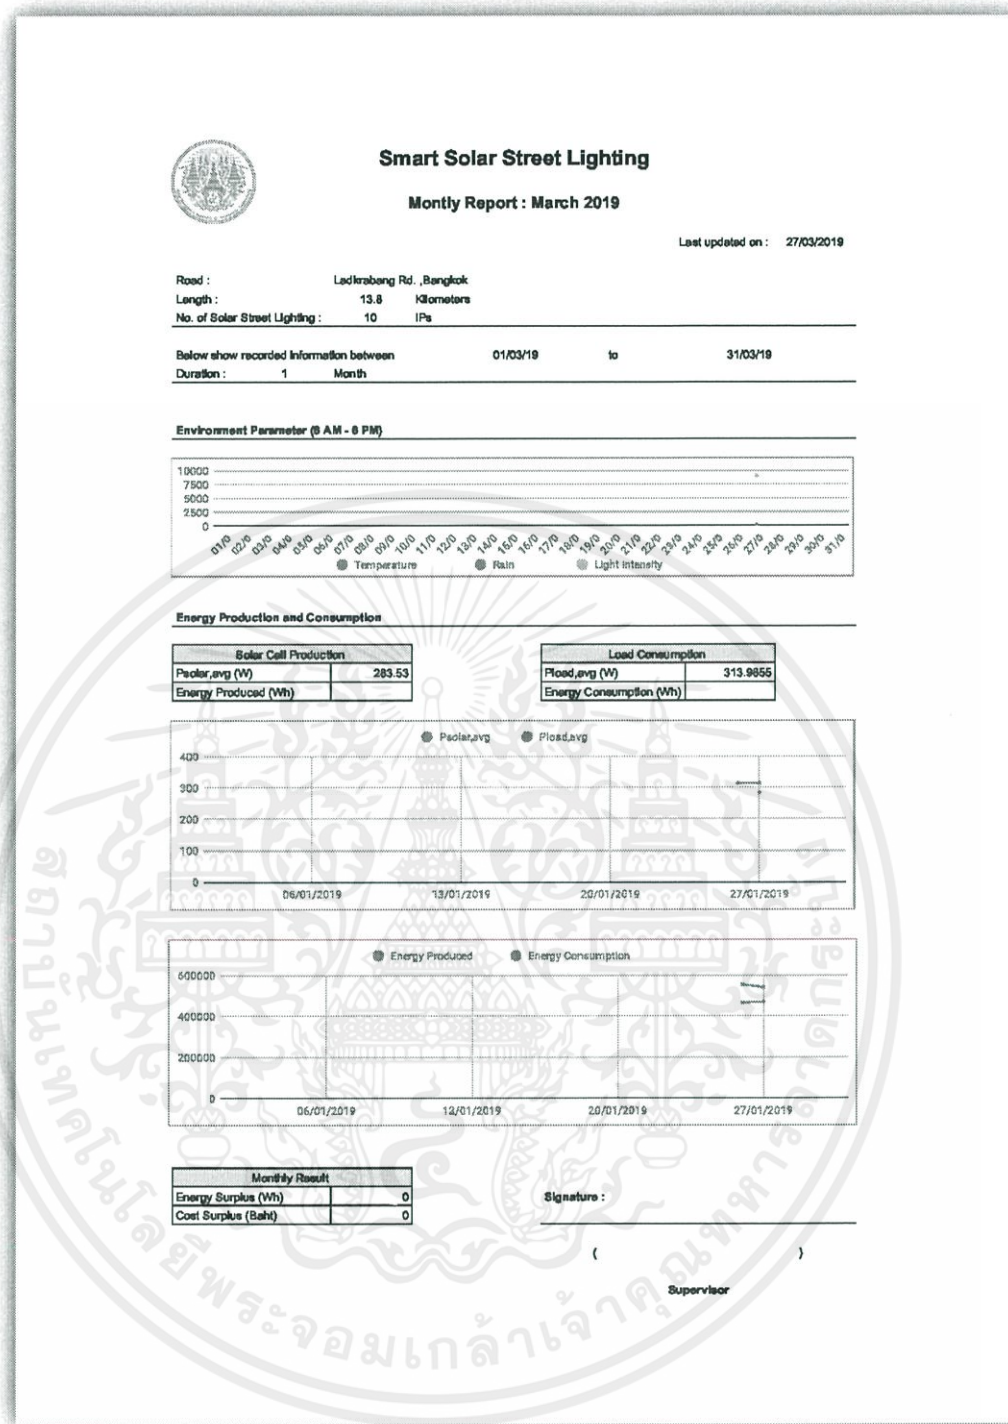 Smart Solar Street Lighting
Montly Report : March 2019
Last updated on : 27/03/2019
Road : Ladkrabang Rd. ,Bangkok
Length : 13.8 Kilometers
No. of Solar Street Lighting : 10 IPs
Below show recorded information between 01/03/19 to 31/03/19
Duration : 1 Month
Environment Parameter (6 AM - 6 PM)
10000
7500
5000
2500
0
01/0 02/0 03/0 04/0 05/0 06/0 07/0 08/0 09/0 10/0 11/0 12/0 13/0 14/0 15/0 16/0 17/0 18/0 19/0 20/0 21/0 22/0 23/0 24/0 25/0 26/0 27/0 28/0 29/0 30/0 31/0
Temperature Rain Light Intensity
Energy Production and Consumption
Solar Cell Production
Psolar,avg (W) 283.53
Energy Produced (Wh)
Load Consumption
Pload,avg (W) 313.9655
Energy Consumption (Wh)
Psolar,avg Pload,avg
400
300
200
100
0
06/01/2019 13/01/2019 20/01/2019 27/01/2019
Energy Produced Energy Consumption
600000
400000
200000
0
06/01/2019 12/01/2019 20/01/2019 27/01/2019
Monthly Result
Energy Surplus (Wh) 0
Cost Surplus (Baht) 0
Signature :
( )
Supervisor
สถาบันเทคโนโลยีพระจอมเกล้าเจ้าคุณทหารลาดกระบัง